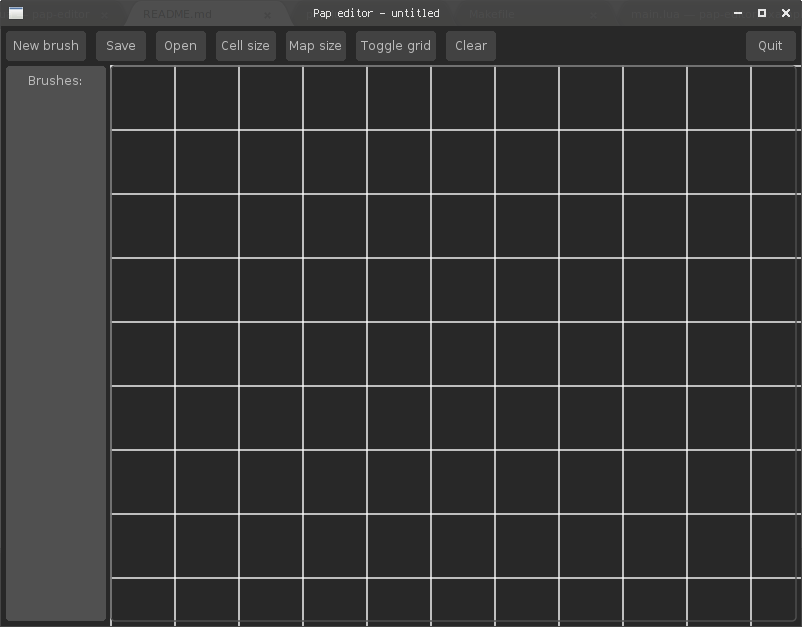 README.md
Pap editor - untitled
New brush
Save
Open
Cell size
Map size
Toggle grid
Clear
Quit
Brushes: